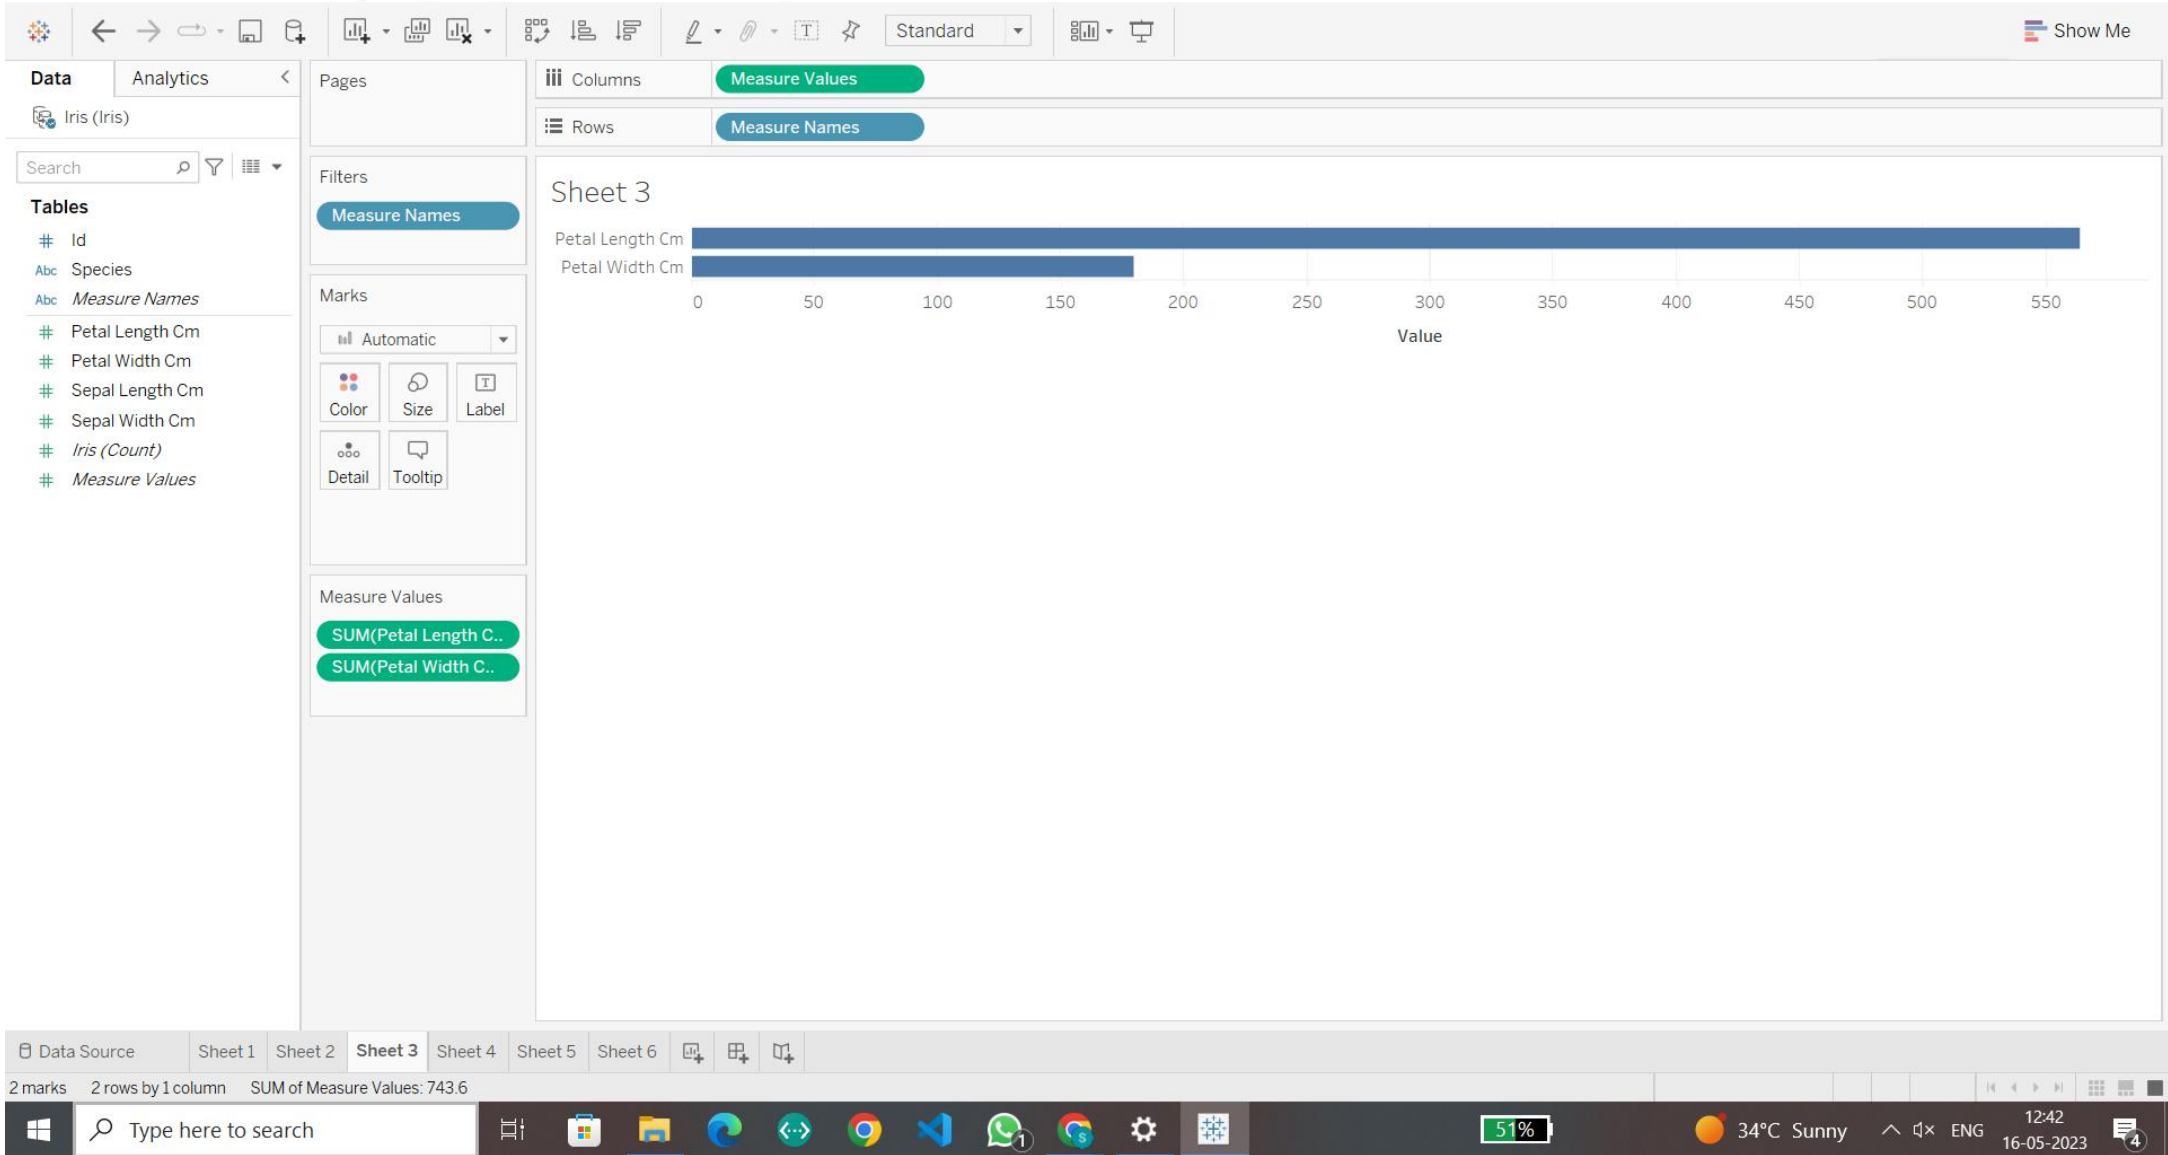 Standard
Show Me
Data
Analytics
Iris (Iris)
Search
Tables
# Id
Abc Species
Abc Measure Names
# Petal Length Cm
# Petal Width Cm
# Sepal Length Cm
# Sepal Width Cm
# Iris (Count)
# Measure Values
Pages
Filters
Measure Names
Marks
Automatic
Color Size Label
Detail Tooltip
Measure Values
SUM(Petal Length C..
SUM(Petal Width C..
Columns Measure Values
Rows Measure Names
Sheet 3
Petal Length Cm
Petal Width Cm
0 50 100 150 200 250 300 350 400 450 500 550
Value
Data Source Sheet 1 Sheet 2 Sheet 3 Sheet 4 Sheet 5 Sheet 6
2 marks 2 rows by 1 column SUM of Measure Values: 743.6
Type here to search
1
51%
34°C Sunny
ENG
12:42
16-05-2023
4